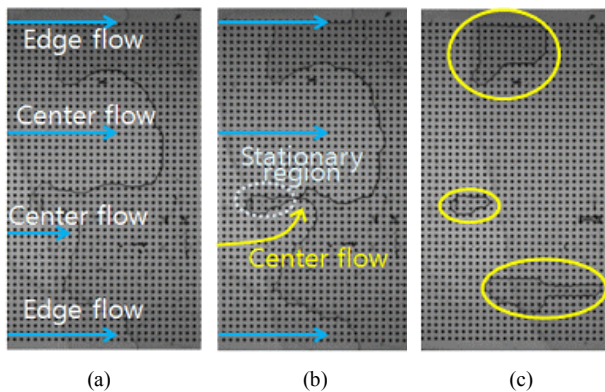 Edge flow
Center flow
Center flow
Edge flow
Stationary
region
Center flow
(a)
(b)
(c)